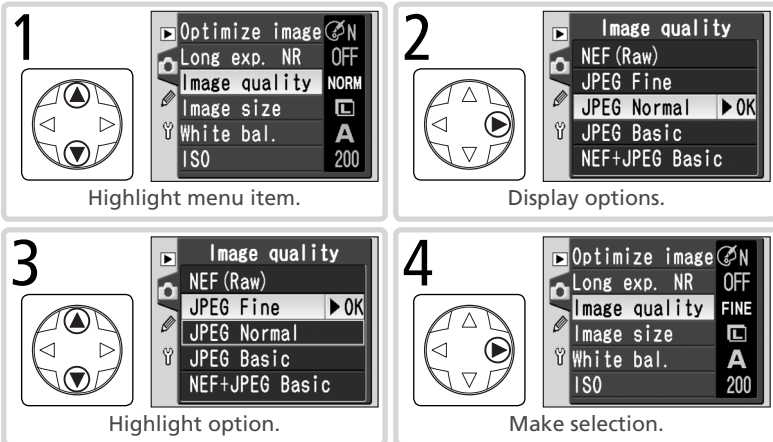 1
Optimize image N
Long exp. NR OFF
Image quality NORM
Image size L
White bal. A
ISO 200
Highlight menu item.
2
Image quality
NEF(Raw)
JPEG Fine
JPEG Normal OK
JPEG Basic
NEF+JPEG Basic
Display options.
3
Image quality
NEF(Raw)
JPEG Fine OK
JPEG Normal
JPEG Basic
NEF+JPEG Basic
Highlight option.
4
Optimize image N
Long exp. NR OFF
Image quality FINE
Image size L
White bal. A
ISO 200
Make selection.